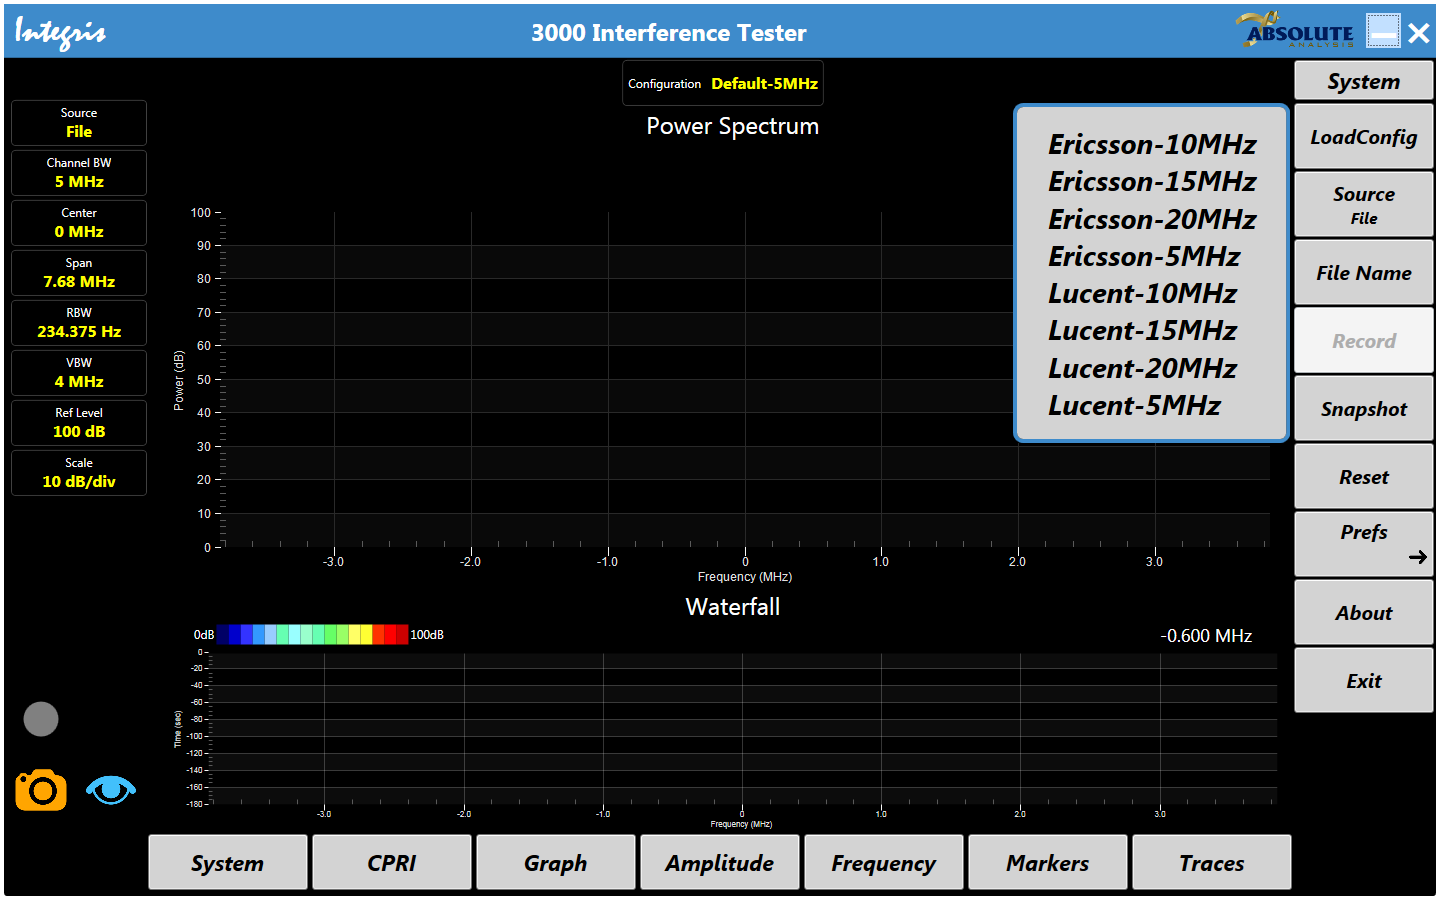 Integris
3000 Interference Tester
ABSOLUTE
ANALYSIS
Configuration Default-5MHz
Source
File
Channel BW
5 MHz
Center
0 MHz
Span
7.68 MHz
RBW
234.375 Hz
VBW
4 MHz
Ref Level
100 dB
Scale
10 dB/div
Power Spectrum
100
90
80
70
60
50
40
30
20
10
0
Power (dB)
-3.0 -2.0 -1.0 0 1.0 2.0 3.0
Frequency (MHz)
Ericsson-10MHz
Ericsson-15MHz
Ericsson-20MHz
Ericsson-5MHz
Lucent-10MHz
Lucent-15MHz
Lucent-20MHz
Lucent-5MHz
Waterfall
0dB 100dB
-0.600 MHz
0
-20
-40
-60
-80
-100
-120
-140
-160
-180
Time (sec)
-3.0 -2.0 -1.0 0 1.0 2.0 3.0
Frequency (MHz)
System
LoadConfig
Source
File
File Name
Record
Snapshot
Reset
Prefs
About
Exit
System CPRI Graph Amplitude Frequency Markers Traces